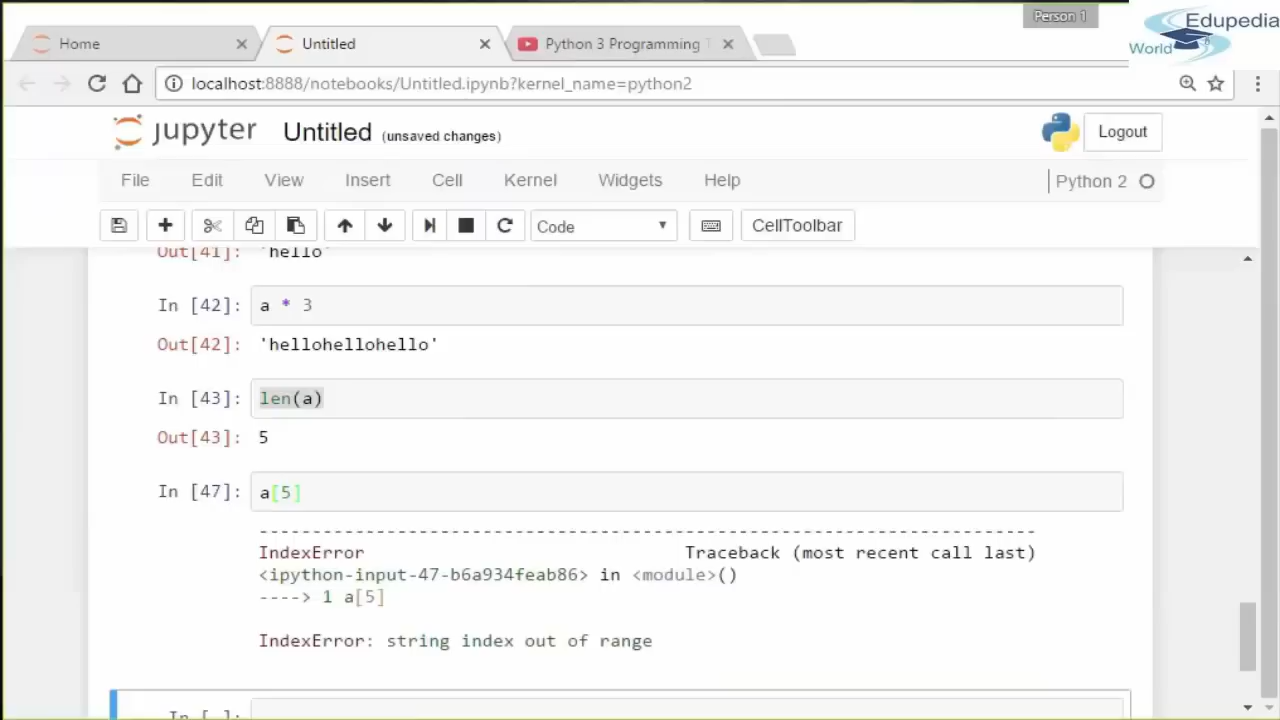 Person 1
Edupedia
World
Home
Untitled
Python 3 Programming T
localhost:8888/notebooks/Untitled.ipynb?kernel_name=python2
jupyter Untitled (unsaved changes)
Logout
File Edit View Insert Cell Kernel Widgets Help
Python 2
Code
CellToolbar
Out[41]: 'hello'
In [42]: a * 3
Out[42]: 'hellohellohello'
In [43]: len(a)
Out[43]: 5
In [47]: a[5]
---------------------------------------------------------------------------
IndexError Traceback (most recent call last)
<ipython-input-47-b6a934feab86> in <module>()
----> 1 a[5]
IndexError: string index out of range
In [ ]: